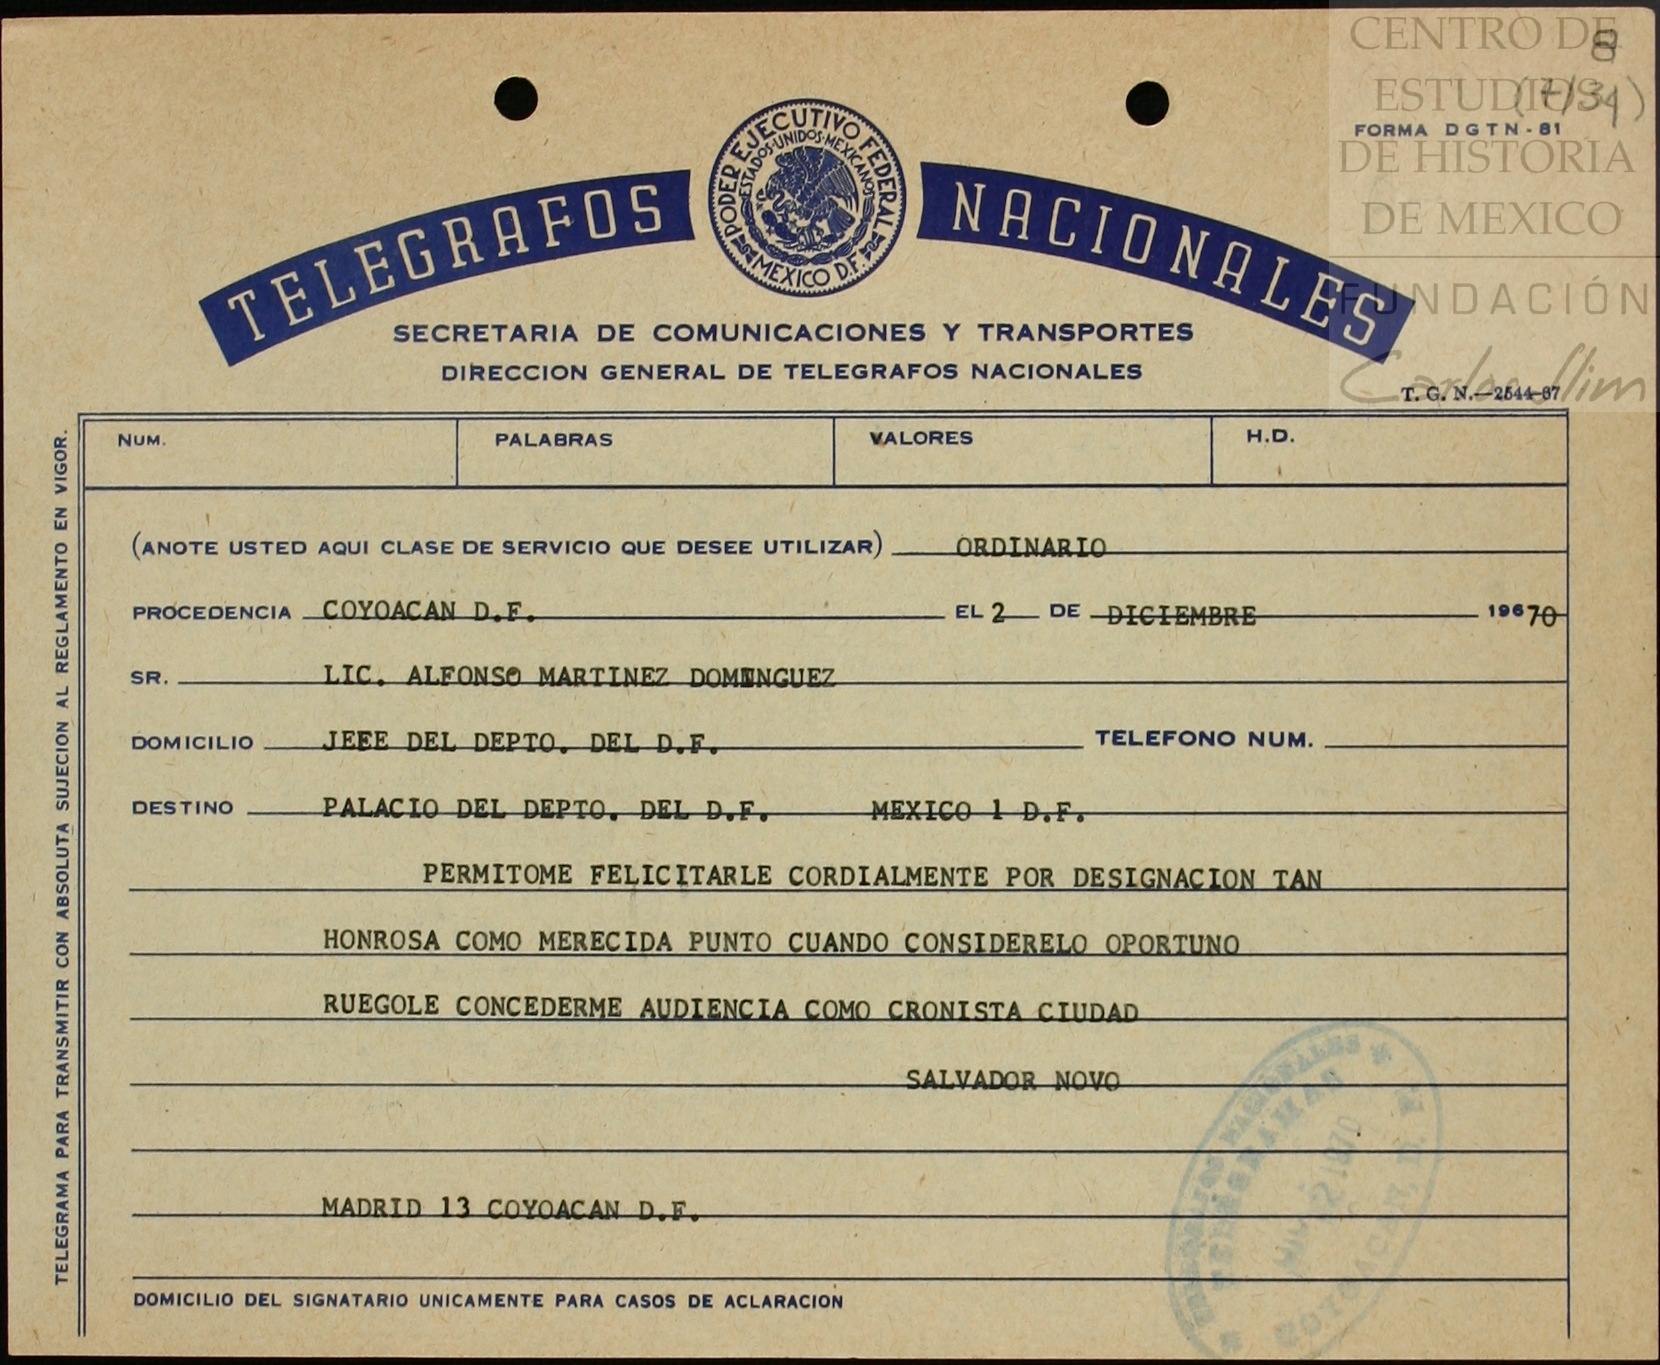 CENTRO DE
ESTUDIOS
DE HISTORIA
DE MEXICO
FUNDACIÓN
Carlos Slim
8
(7/34)
FORMA DGTN-81
TELEGRAFOS NACIONALES
PODER EJECUTIVO FEDERAL
ESTADOS UNIDOS MEXICANOS
MEXICO D.F.
SECRETARIA DE COMUNICACIONES Y TRANSPORTES
DIRECCION GENERAL DE TELEGRAFOS NACIONALES
T. G. N.—2544-67
NUM. PALABRAS VALORES H.D.
(ANOTE USTED AQUI CLASE DE SERVICIO QUE DESEE UTILIZAR) ORDINARIO
PROCEDENCIA COYOACAN D.F. EL 2 DE DICIEMBRE 19670
SR. LIC. ALFONSO MARTINEZ DOMINGUEZ
DOMICILIO JEFE DEL DEPTO. DEL D.F. TELEFONO NUM.
DESTINO PALACIO DEL DEPTO. DEL D.F. MEXICO 1 D.F.
PERMITOME FELICITARLE CORDIALMENTE POR DESIGNACION TAN
HONROSA COMO MERECIDA PUNTO CUANDO CONSIDERELO OPORTUNO
RUEGOLE CONCEDERME AUDIENCIA COMO CRONISTA CIUDAD
SALVADOR NOVO
MADRID 13 COYOACAN D.F.
DOMICILIO DEL SIGNATARIO UNICAMENTE PARA CASOS DE ACLARACION
TELEGRAMA PARA TRANSMITIR CON ABSOLUTA SUJECION AL REGLAMENTO EN VIGOR.
NACIONALES
1970